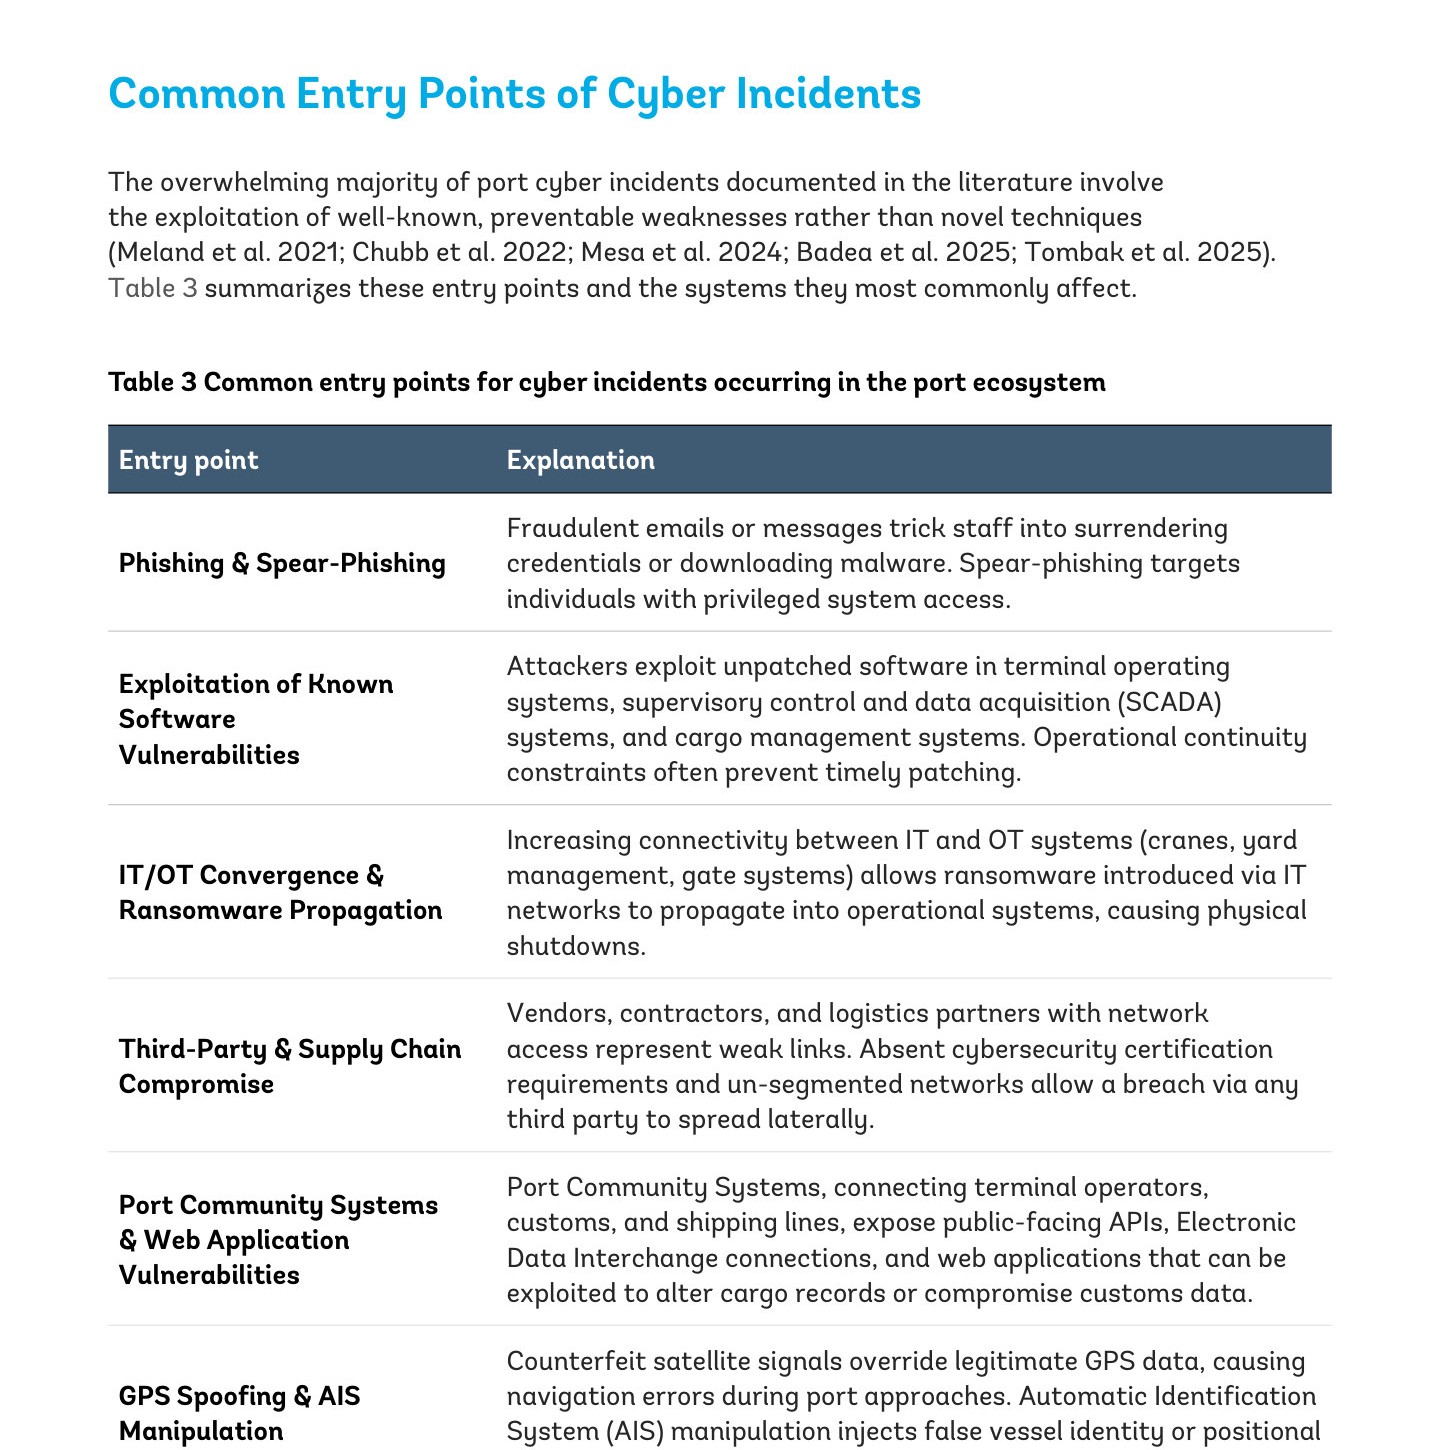 Common Entry Points of Cyber Incidents
The overwhelming majority of port cyber incidents documented in the literature involve
the exploitation of well-known, preventable weaknesses rather than novel techniques
(Meland et al. 2021; Chubb et al. 2022; Mesa et al. 2024; Badea et al. 2025; Tombak et al. 2025).
Table 3 summarizes these entry points and the systems they most commonly affect.
Table 3 Common entry points for cyber incidents occurring in the port ecosystem
Entry point
Explanation
Phishing & Spear-Phishing
Fraudulent emails or messages trick staff into surrendering
credentials or downloading malware. Spear-phishing targets
individuals with privileged system access.
Exploitation of Known
Software
Vulnerabilities
Attackers exploit unpatched software in terminal operating
systems, supervisory control and data acquisition (SCADA)
systems, and cargo management systems. Operational continuity
constraints often prevent timely patching.
IT/OT Convergence &
Ransomware Propagation
Increasing connectivity between IT and OT systems (cranes, yard
management, gate systems) allows ransomware introduced via IT
networks to propagate into operational systems, causing physical
shutdowns.
Third-Party & Supply Chain
Compromise
Vendors, contractors, and logistics partners with network
access represent weak links. Absent cybersecurity certification
requirements and un-segmented networks allow a breach via any
third party to spread laterally.
Port Community Systems
& Web Application
Vulnerabilities
Port Community Systems, connecting terminal operators,
customs, and shipping lines, expose public-facing APIs, Electronic
Data Interchange connections, and web applications that can be
exploited to alter cargo records or compromise customs data.
GPS Spoofing & AIS
Manipulation
Counterfeit satellite signals override legitimate GPS data, causing
navigation errors during port approaches. Automatic Identification
System (AIS) manipulation injects false vessel identity or positional